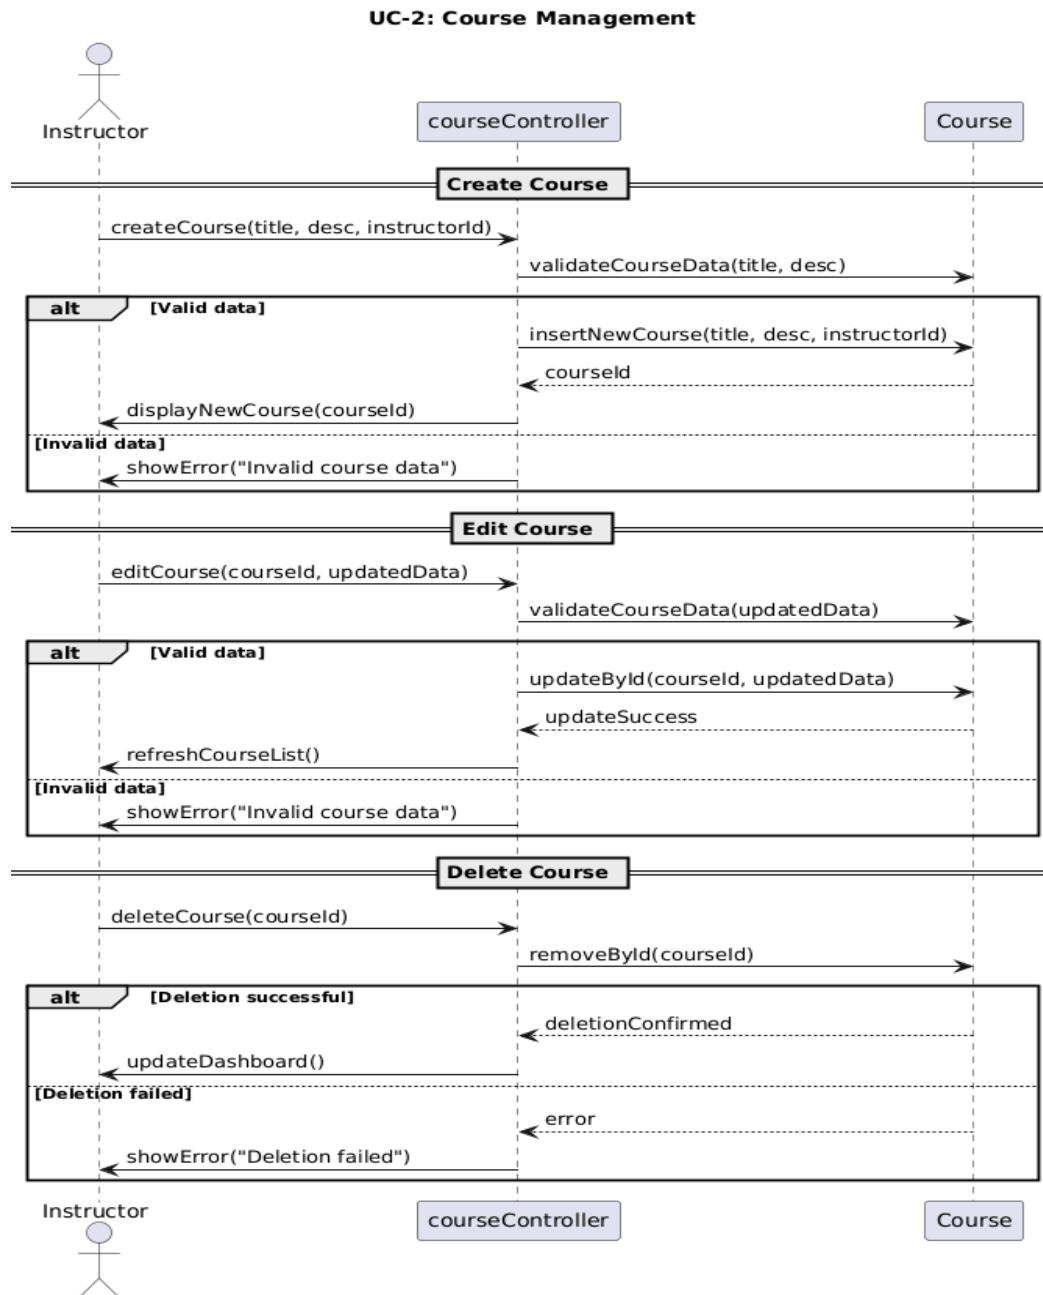 UC-2: Course Management
Instructor
courseController
Course
Create Course
createCourse(title, desc, instructorId)
validateCourseData(title, desc)
alt [Valid data]
insertNewCourse(title, desc, instructorId)
courseId
displayNewCourse(courseId)
[Invalid data]
showError("Invalid course data")
Edit Course
editCourse(courseId, updatedData)
validateCourseData(updatedData)
alt [Valid data]
updateById(courseId, updatedData)
updateSuccess
refreshCourseList()
[Invalid data]
showError("Invalid course data")
Delete Course
deleteCourse(courseId)
removeById(courseId)
alt [Deletion successful]
deletionConfirmed
updateDashboard()
[Deletion failed]
error
showError("Deletion failed")
Instructor
courseController
Course